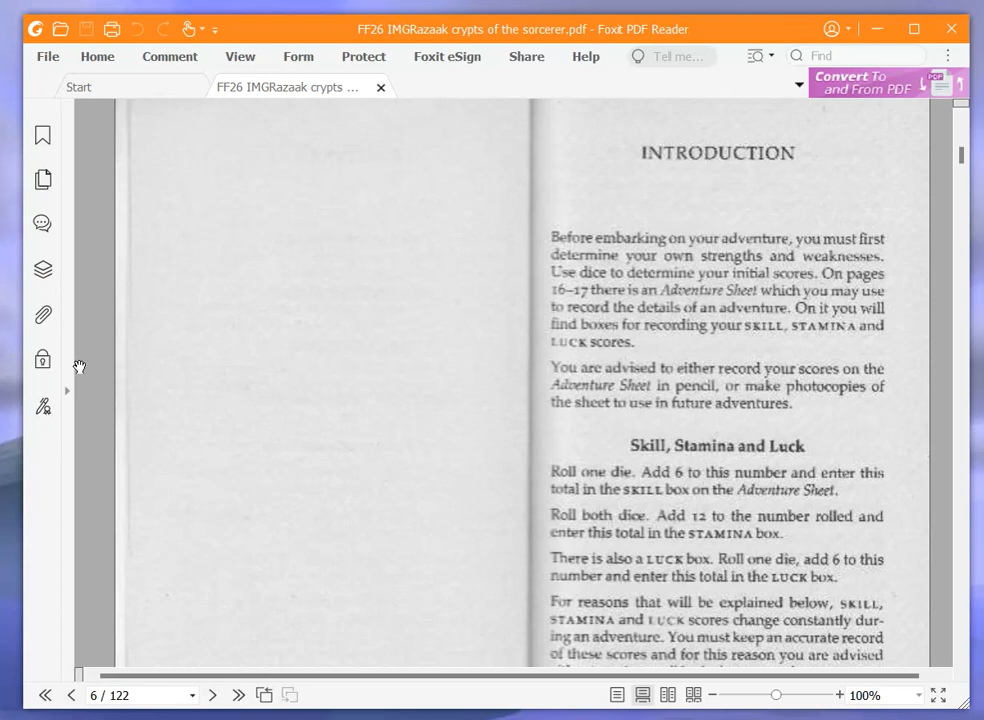 FF26 IMGRazaak crypts of the sorcerer.pdf - Foxit PDF Reader
File Home Comment View Form Protect Foxit eSign Share Help Tell me... Find
Start FF26 IMGRazaak crypts ... Convert To
and From PDF
PDF
INTRODUCTION
Before embarking on your adventure, you must first
determine your own strengths and weaknesses.
Use dice to determine your initial scores. On pages
16–17 there is an Adventure Sheet which you may use
to record the details of an adventure. On it you will
find boxes for recording your SKILL, STAMINA and
LUCK scores.
You are advised to either record your scores on the
Adventure Sheet in pencil, or make photocopies of
the sheet to use in future adventures.
Skill, Stamina and Luck
Roll one die. Add 6 to this number and enter this
total in the SKILL box on the Adventure Sheet.
Roll both dice. Add 12 to the number rolled and
enter this total in the STAMINA box.
There is also a LUCK box. Roll one die, add 6 to this
number and enter this total in the LUCK box.
For reasons that will be explained below, SKILL,
STAMINA and LUCK scores change constantly dur-
ing an adventure. You must keep an accurate record
of these scores and for this reason you are advised
6 / 122 100%